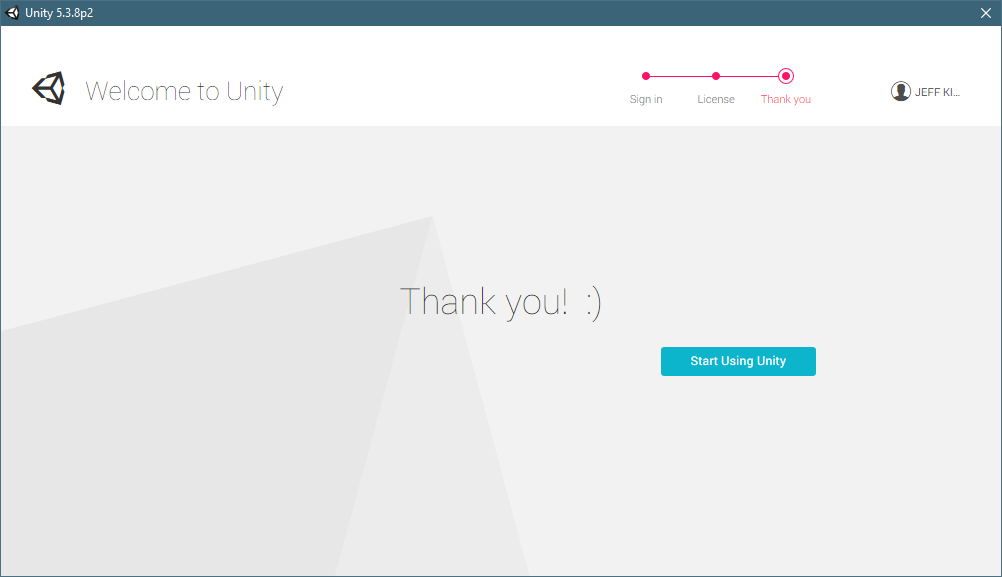 Unity 5.3.8p2
Welcome to Unity
Sign in
License
Thank you
JEFF KI...
Thank you! :)
Start Using Unity